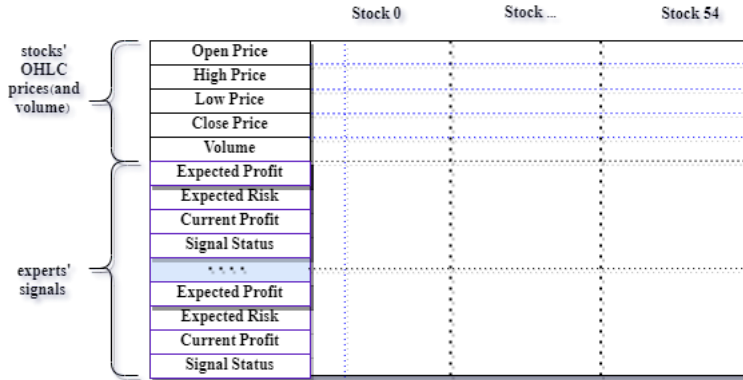 Stock 0
Stock ...
Stock 54
stocks'
OHLC
prices(and
volume)
Open Price
High Price
Low Price
Close Price
Volume
experts'
signals
Expected Profit
Expected Risk
Current Profit
Signal Status
. . . .
Expected Profit
Expected Risk
Current Profit
Signal Status